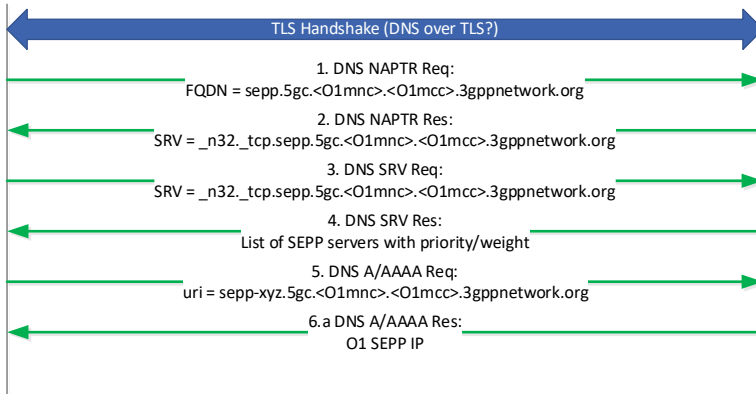 TLS Handshake (DNS over TLS?)
1. DNS NAPTR Req:
FQDN = sepp.5gc.<O1mnc>.<O1mcc>.3gppnetwork.org
2. DNS NAPTR Res:
SRV = _n32._tcp.sepp.5gc.<O1mnc>.<O1mcc>.3gppnetwork.org
3. DNS SRV Req:
SRV = _n32._tcp.sepp.5gc.<O1mnc>.<O1mcc>.3gppnetwork.org
4. DNS SRV Res:
List of SEPP servers with priority/weight
5. DNS A/AAAA Req:
uri = sepp-xyz.5gc.<O1mnc>.<O1mcc>.3gppnetwork.org
6.a DNS A/AAAA Res:
O1 SEPP IP